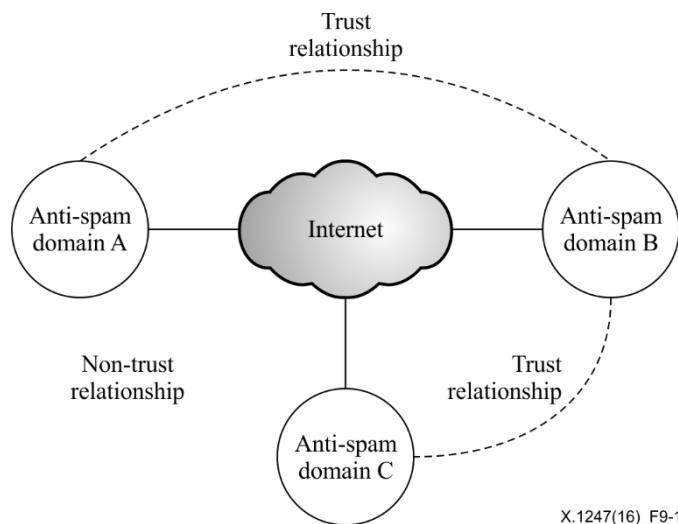 Trust
relationship
Anti-spam
domain A
Internet
Anti-spam
domain B
Non-trust
relationship
Trust
relationship
Anti-spam
domain C
X.1247(16)_F9-1